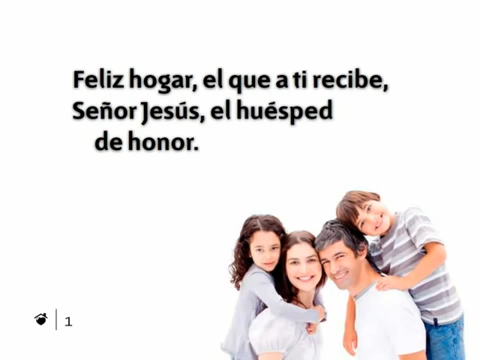 Feliz hogar, el que a ti recibe,
Señor Jesús, el huésped
de honor.
1